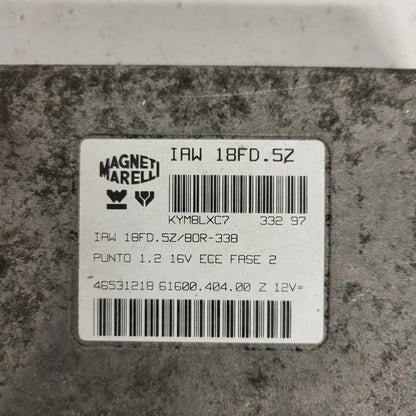 MAGNETI
MARELLI
IAW 18FD.5Z
KYM8LXC7 332 97
IAW 18FD.5Z/BOR-338
PUNTO 1.2 16V ECE FASE 2
46531218 61600.404.00 Z 12V=